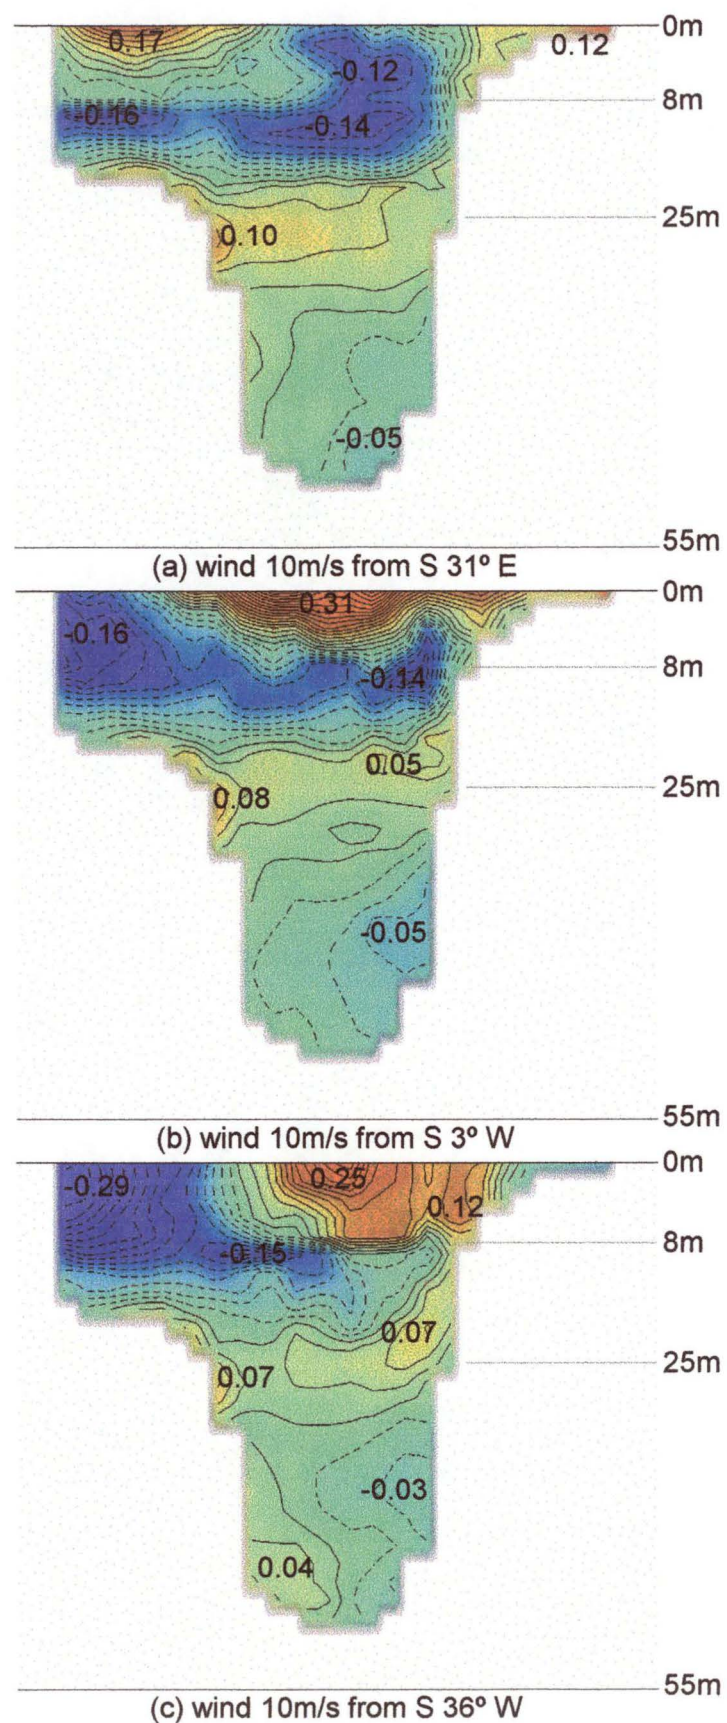 0m
0.17
0.12
-0.12
8m
-0.16
-0.14
25m
0.10
-0.05
55m
(a) wind 10m/s from S 31º E
0m
0.31
-0.16
8m
-0.14
0.05
25m
0.08
-0.05
55m
(b) wind 10m/s from S 3º W
0m
-0.29
0.25
0.12
8m
-0.15
0.07
25m
0.07
-0.03
0.04
55m
(c) wind 10m/s from S 36º W